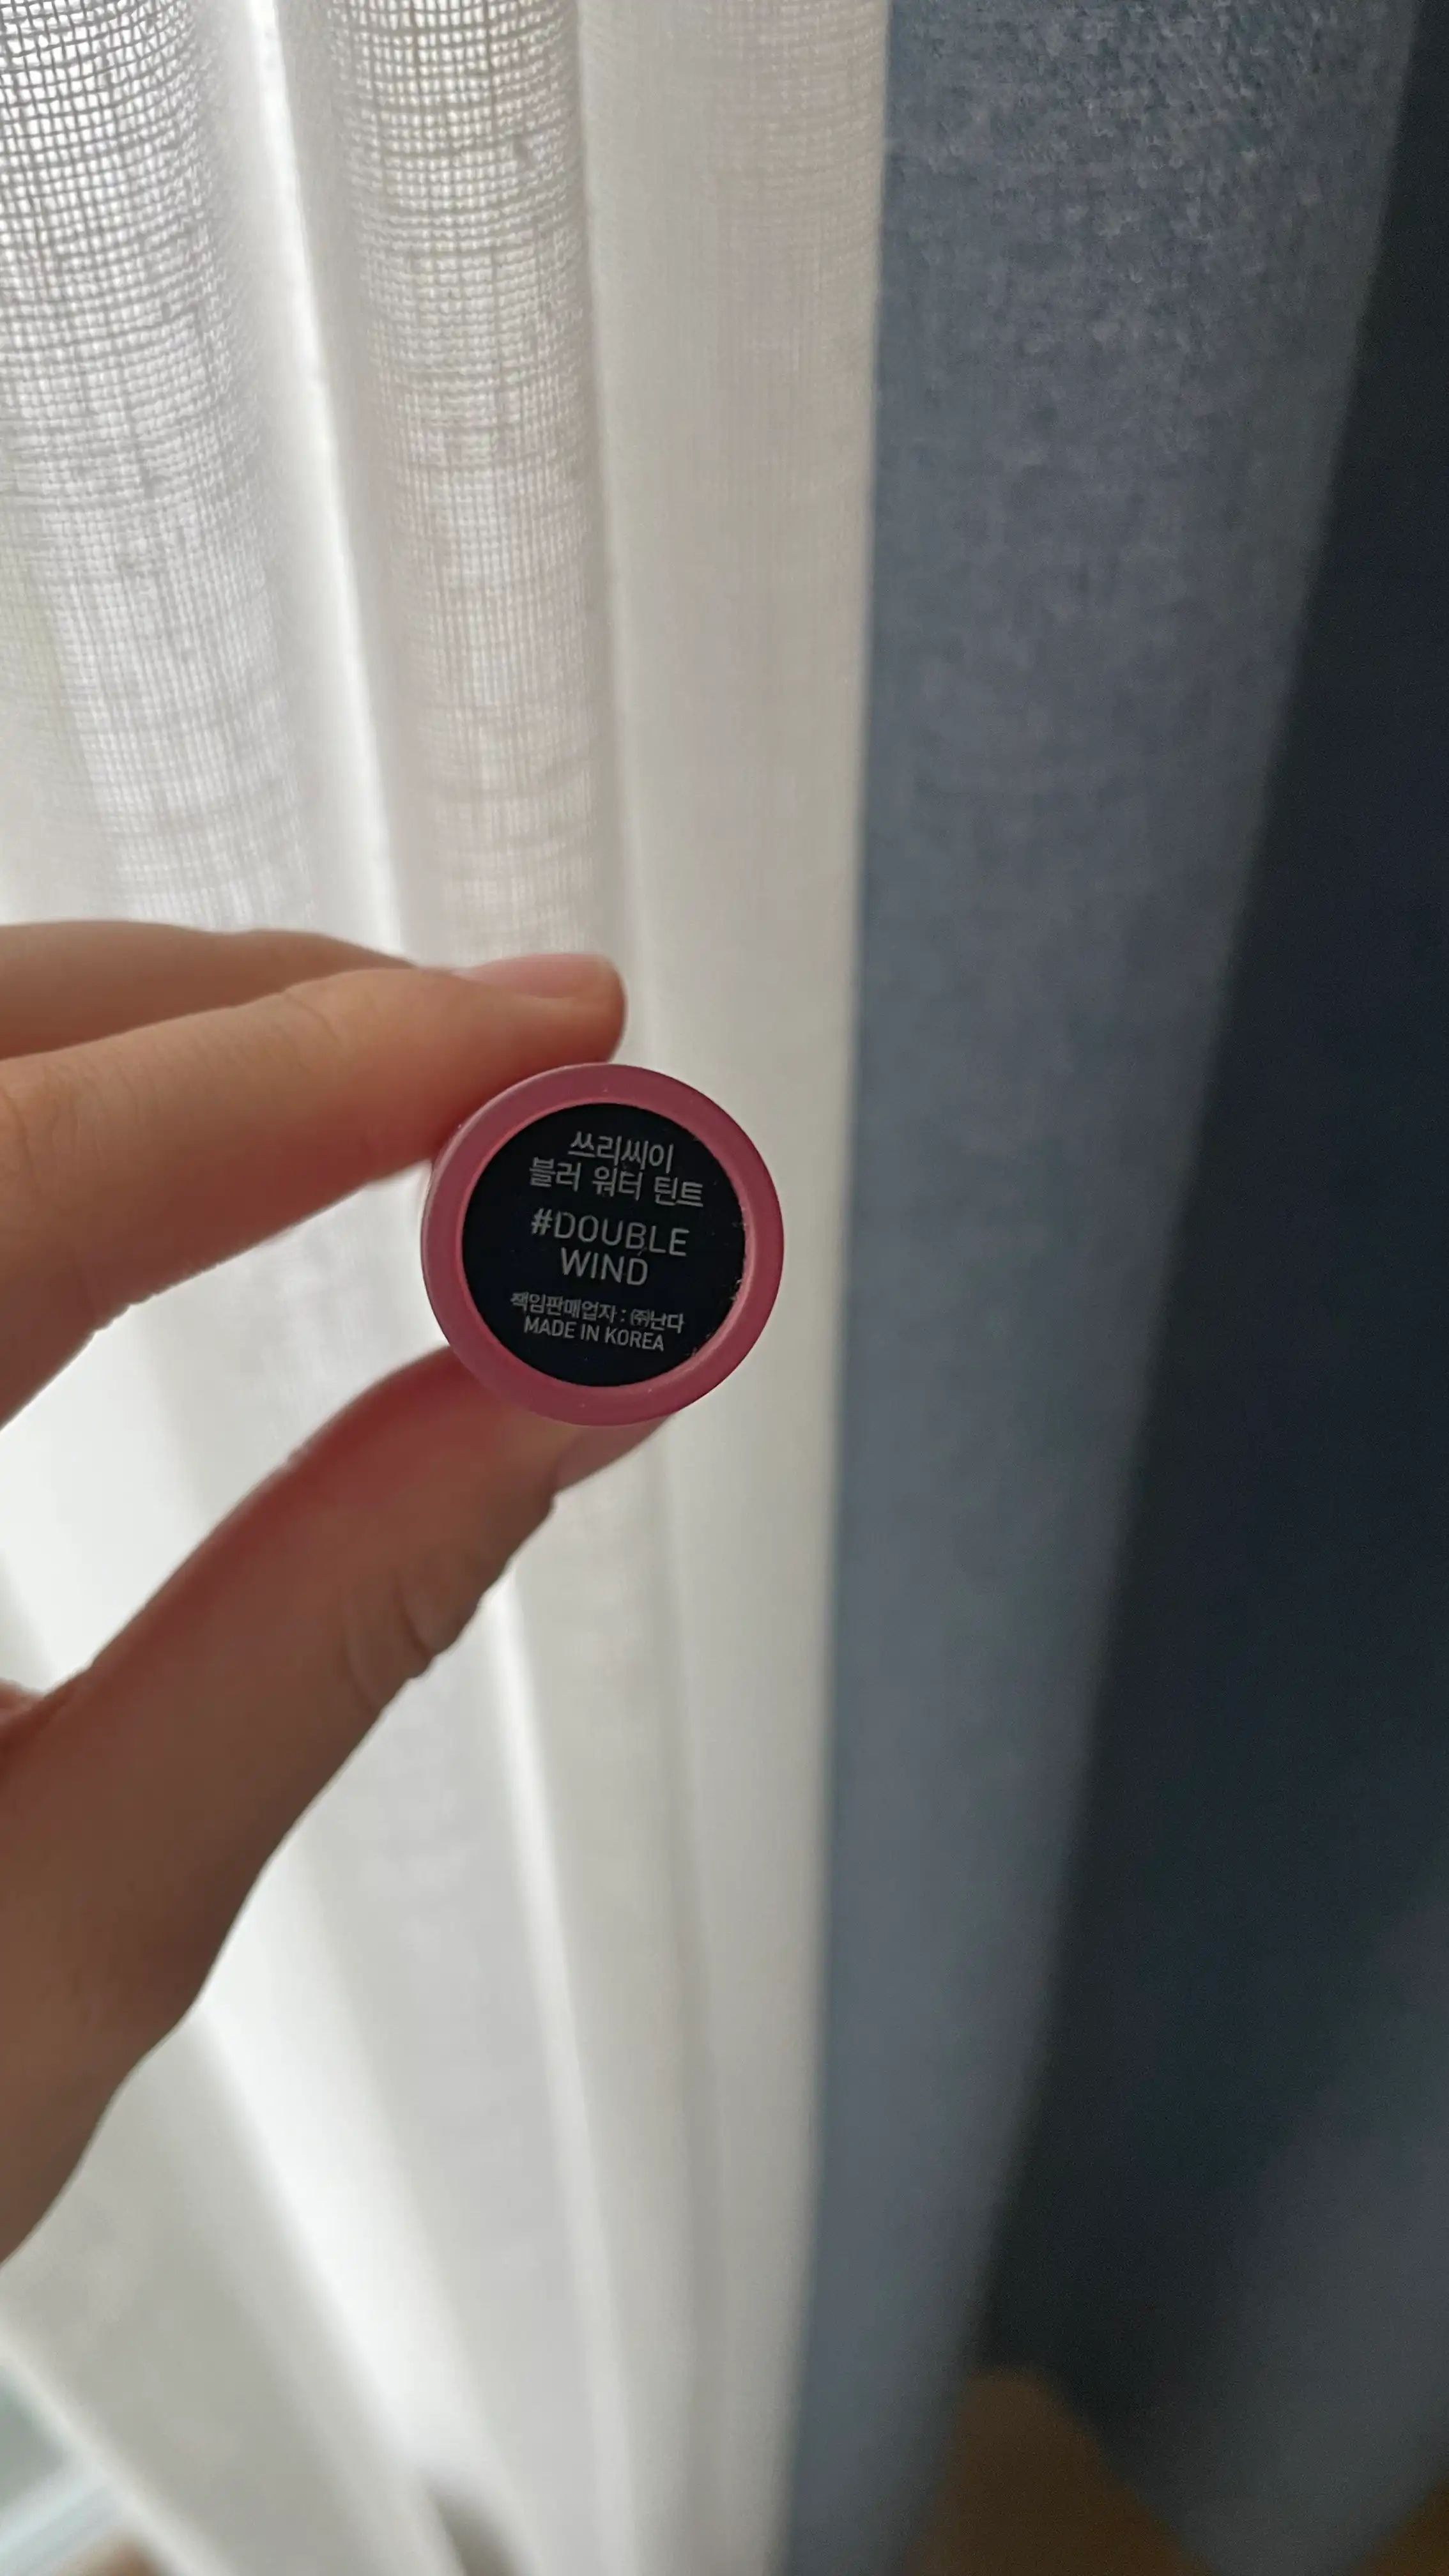 쓰리씨이
블러 워터 틴트
#DOUBLE
WIND
책임판매업자 : ㈜난다
MADE IN KOREA